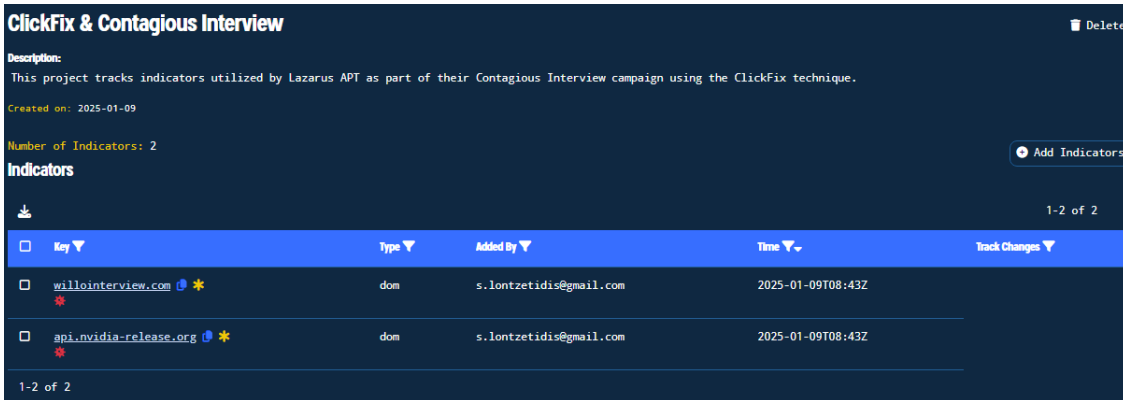 ClickFix & Contagious Interview
Delete
Description:
This project tracks indicators utilized by Lazarus APT as part of their Contagious Interview campaign using the ClickFix technique.
Created on: 2025-01-09
Number of Indicators: 2
Add Indicators
Indicators
1-2 of 2
Key Type Added By Time Track Changes
willointerview.com dom s.lontzetidis@gmail.com 2025-01-09T08:43Z
api.nvidia-release.org dom s.lontzetidis@gmail.com 2025-01-09T08:43Z
1-2 of 2